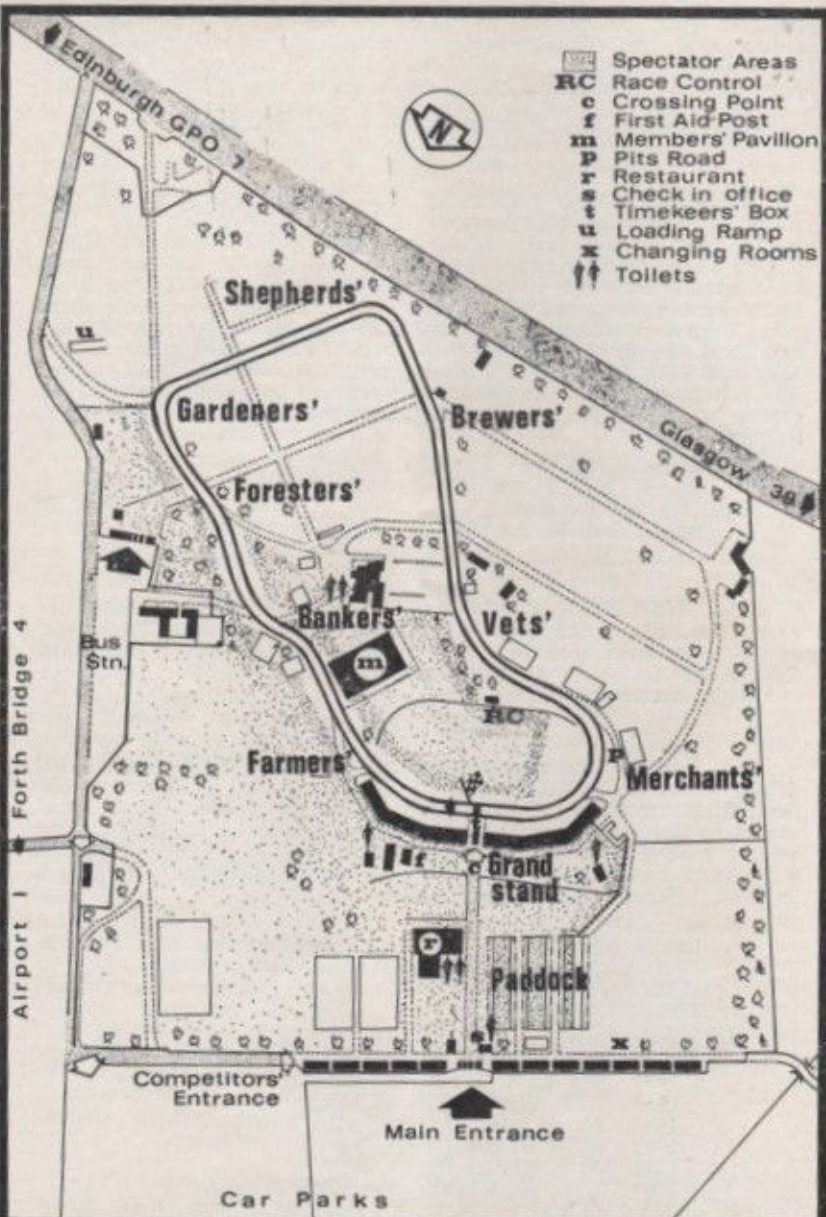 Edinburgh GPO 7
N
Spectator Areas
RC Race Control
c Crossing Point
f First Aid Post
m Members' Pavillon
P Pits Road
r Restaurant
s Check in office
t Timekeers' Box
u Loading Ramp
x Changing Rooms
Toilets
Shepherds'
u
Gardeners'
Brewers'
Glasgow 38
Foresters'
Bankers'
Vets'
Bus
Stn.
m
RC
Farmers'
P
Merchants'
f
c
Grand
stand
r
Paddock
x
Airport 1 Forth Bridge 4
Competitors'
Entrance
Main Entrance
Car Parks